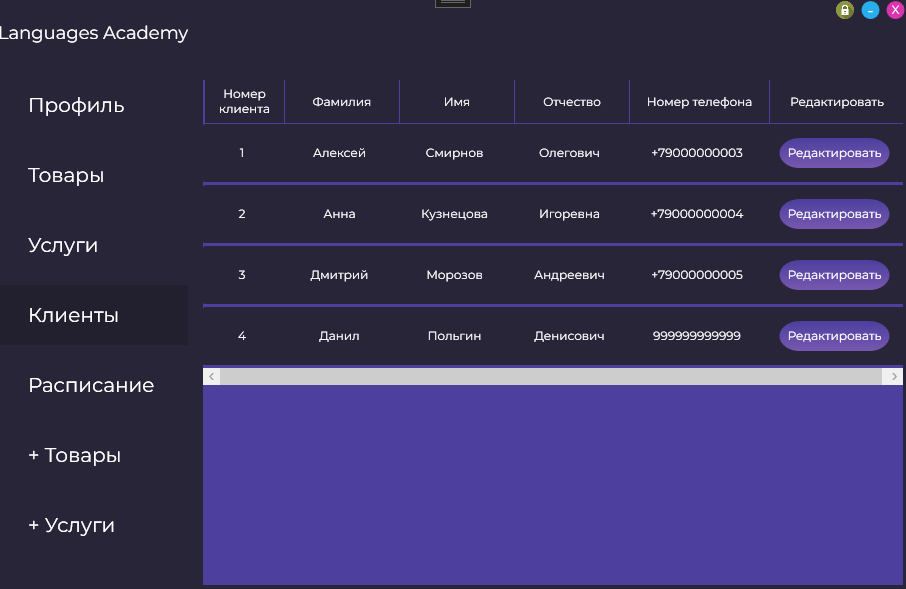 Languages Academy
X
Профиль
Товары
Услуги
Клиенты
Расписание
+ Товары
+ Услуги
Номер
клиента
Фамилия
Имя
Отчество
Номер телефона
Редактировать
1
Алексей
Смирнов
Олегович
+79000000003
Редактировать
2
Анна
Кузнецова
Игоревна
+79000000004
Редактировать
3
Дмитрий
Морозов
Андреевич
+79000000005
Редактировать
4
Данил
Польгин
Денисович
999999999999
Редактировать